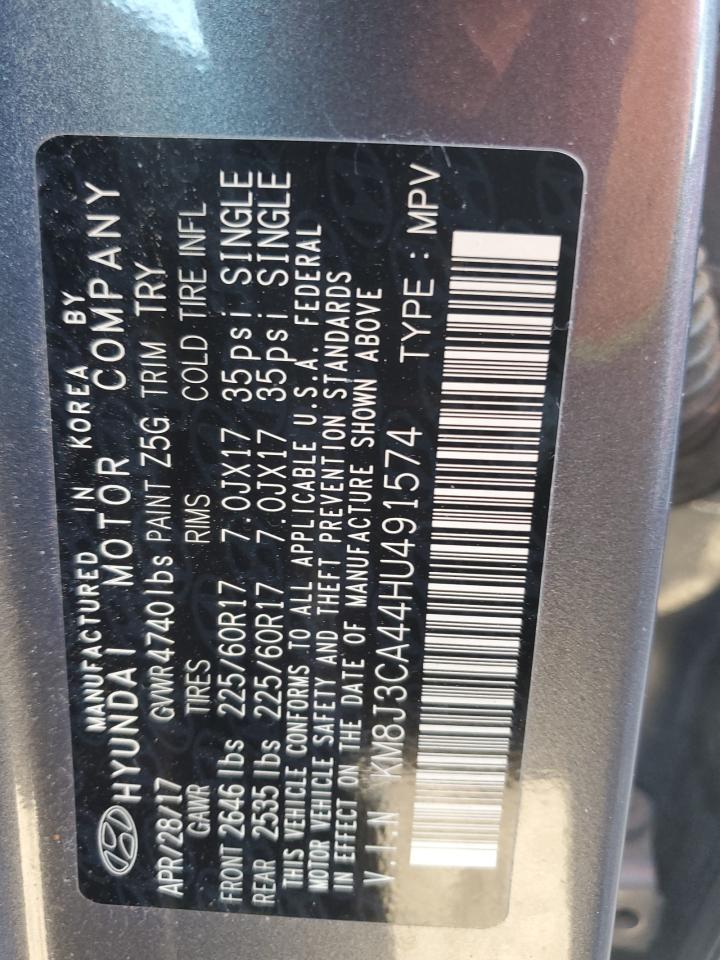 MANUFACTURED IN KOREA BY
HYUNDAI MOTOR COMPANY
APR/28/17 GVWR4740lbs PAINT Z5G TRIM TRY
GAWR TIRES RIMS COLD TIRE INFL
FRONT 2646 lbs 225/60R17 7.0JX17 35psi SINGLE
REAR 2535 lbs 225/60R17 7.0JX17 35psi SINGLE
THIS VEHICLE CONFORMS TO ALL APPLICABLE U.S.A. FEDERAL
MOTOR VEHICLE SAFETY AND THEFT PREVENTION STANDARDS
IN EFFECT ON THE DATE OF MANUFACTURE SHOWN ABOVE
V.I.N KM8J3CA44HU491574 TYPE : MPV